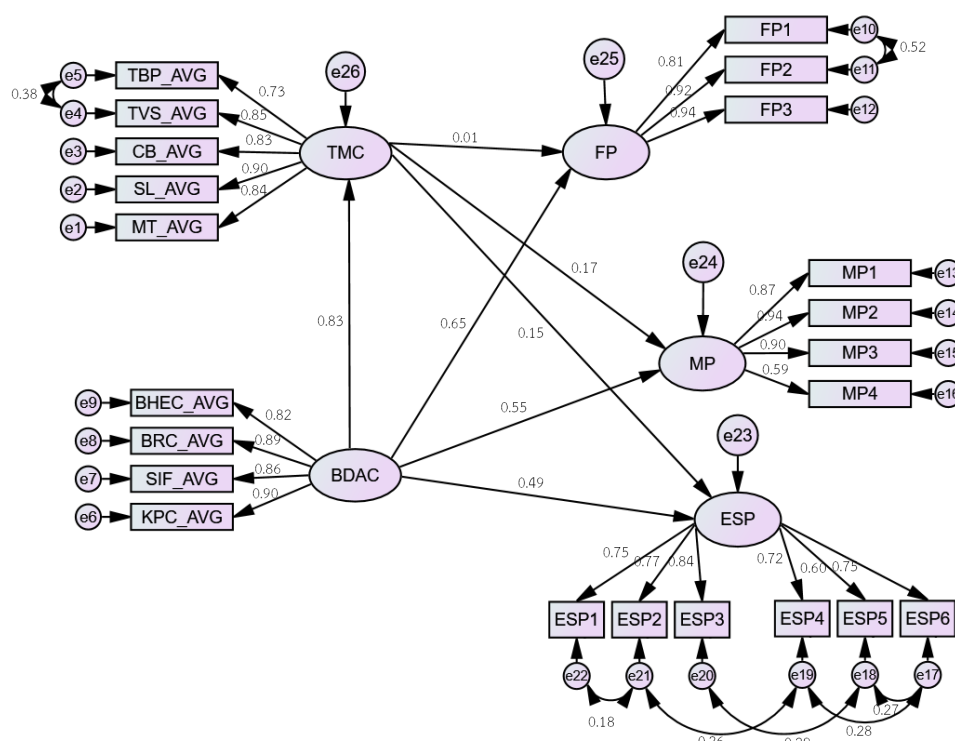 e10
FP1
0.52
e25
0.81
e26
FP2
e11
e5
TBP_AVG
0.92
0.73
0.38
FP3
e12
e4
TVS_AVG
0.94
0.85
0.01
e3
CB_AVG
0.83
TMC
FP
e2
SL_AVG
0.90
0.84
e1
MT_AVG
e24
0.17
MP1
e13
0.87
MP2
e14
0.94
0.83
0.65
0.15
0.90
MP3
e15
MP
0.59
MP4
e16
e9
BHEC_AVG
0.55
0.82
e8
BRC_AVG
0.89
e23
e7
SIF_AVG
0.86
BDAC
0.49
0.90
e6
KPC_AVG
ESP
0.75
0.77
0.84
0.72
0.60
0.75
ESP1
ESP2
ESP3
ESP4
ESP5
ESP6
e22
e21
e20
e19
e18
e17
0.18
0.27
0.28